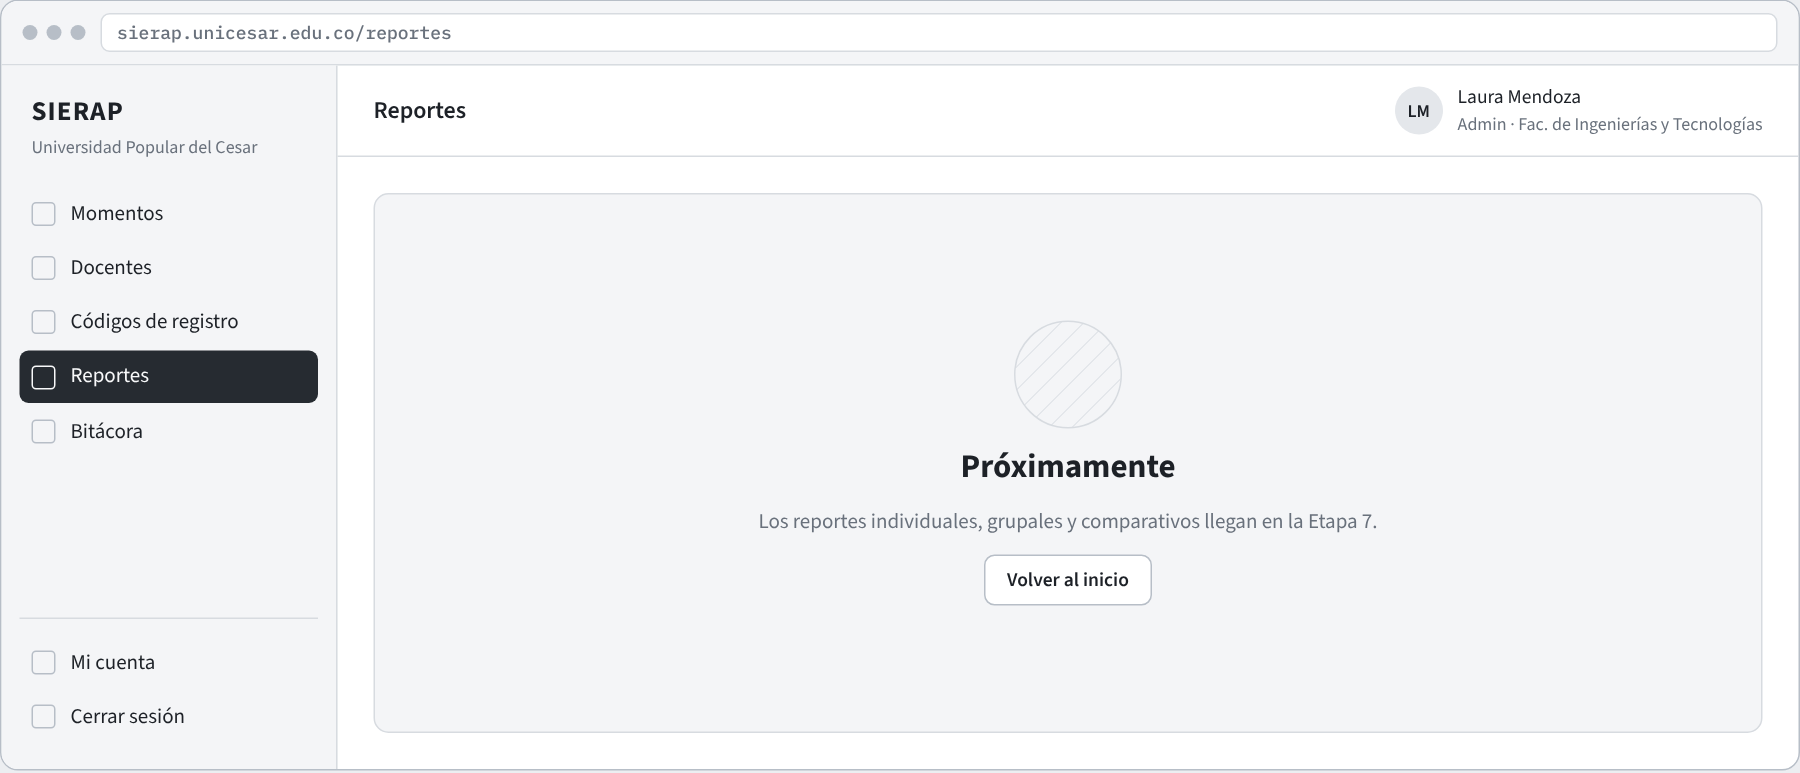 sierap.unicesar.edu.co/reportes
SIERAP
Universidad Popular del Cesar
Momentos
Docentes
Códigos de registro
Reportes
Bitácora
Mi cuenta
Cerrar sesión
Reportes
LM
Laura Mendoza
Admin · Fac. de Ingenierías y Tecnologías
Próximamente
Los reportes individuales, grupales y comparativos llegan en la Etapa 7.
Volver al inicio